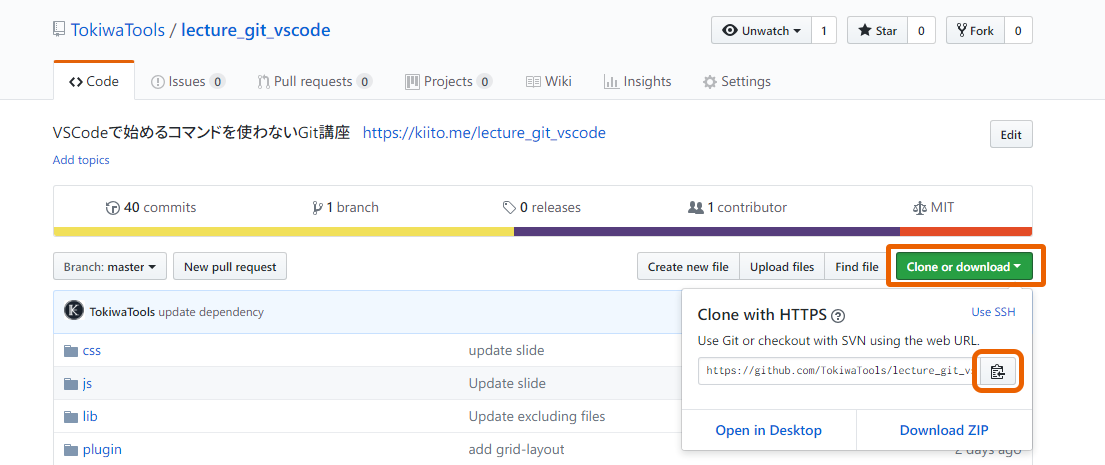 TokiwaTools / lecture_git_vscode
Unwatch 1 Star 0 Fork 0
Code Issues 0 Pull requests 0 Projects 0 Wiki Insights Settings
VSCodeで始めるコマンドを使わないGit講座 https://kiito.me/lecture_git_vscode Edit
Add topics
40 commits 1 branch 0 releases 1 contributor MIT
Branch: master New pull request Create new file Upload files Find file Clone or download
TokiwaTools update dependency
Clone with HTTPS ? Use SSH
Use Git or checkout with SVN using the web URL.
https://github.com/TokiwaTools/lecture_git_vs
Open in Desktop Download ZIP
css update slide
js Update slide
lib Update excluding files
plugin add grid-layout 2 days ago